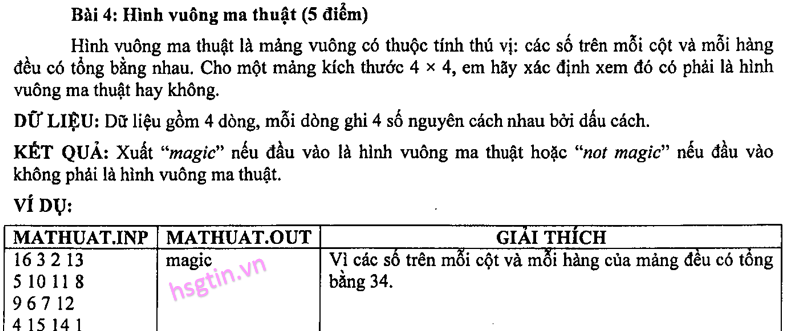 Bài 4: Hình vuông ma thuật (5 điểm)
Hình vuông ma thuật là mảng vuông có thuộc tính thú vị: các số trên mỗi cột và mỗi hàng
đều có tổng bằng nhau. Cho một mảng kích thước 4 × 4, em hãy xác định xem đó có phải là hình
vuông ma thuật hay không.
DỮ LIỆU: Dữ liệu gồm 4 dòng, mỗi dòng ghi 4 số nguyên cách nhau bởi dấu cách.
KẾT QUẢ: Xuất “magic” nếu đầu vào là hình vuông ma thuật hoặc “not magic” nếu đầu vào
không phải là hình vuông ma thuật.
VÍ DỤ:
MATHUAT.INP MATHUAT.OUT GIẢI THÍCH
16 3 2 13 magic Vì các số trên mỗi cột và mỗi hàng của mảng đều có tổng
5 10 11 8 bằng 34.
9 6 7 12
4 15 14 1
hsgtin.vn